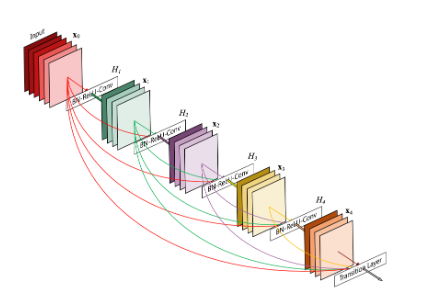 Input
x₀
H₁
x₁
BN-ReLU-Conv
H₂
x₂
BN-ReLU-Conv
H₃
x₃
BN-ReLU-Conv
H₄
x₄
BN-ReLU-Conv
Transition Layer